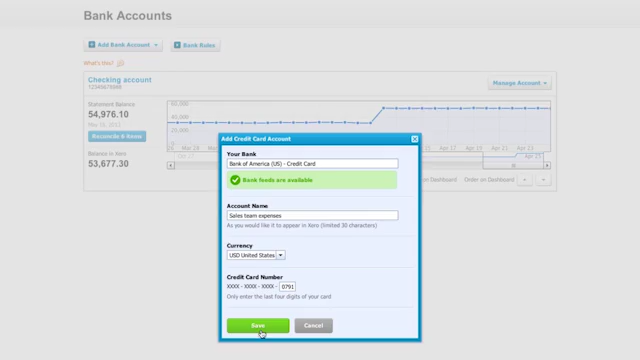 Bank Accounts
Add Bank Account
Bank Rules
What's this?
Checking account
Manage Account
Statement Balance
54,976.10
Reconcile 6 items
Balance in Xero
53,677.30
60,000
40,000
20,000
Add Credit Card Account
Your Bank
Bank of America (US) - Credit Card
Bank feeds are available
Account Name
Sales team expenses
As you would like it to appear in Xero (limited 30 characters)
Currency
USD United States
Credit Card Number
XXXX - XXXX - XXXX - 0791
Only enter the last four digits of your card
Save
Cancel
Apr 17
Apr 21
Apr 23
Apr 25
on Dashboard
Order on Dashboard